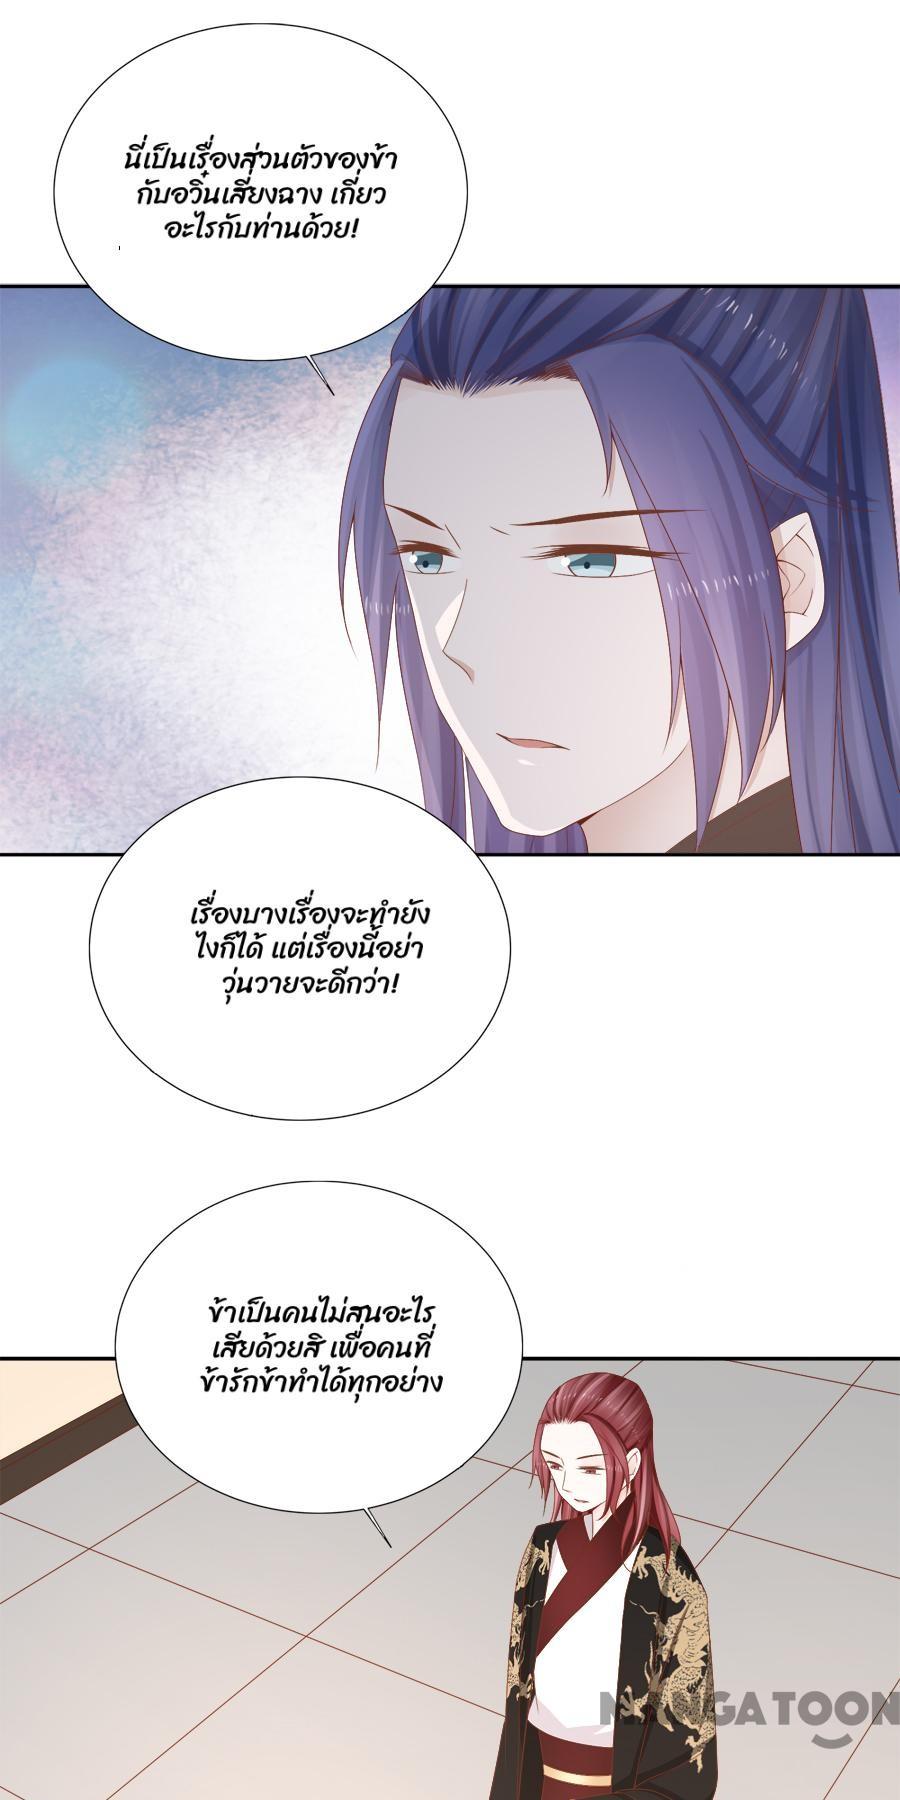 นี่เป็นเรื่องส่วนตัวของข้า
กับอวิ๋นเสี่ยงฉาง เกี่ยว
อะไรกับท่านด้วย!
เรื่องบางเรื่องจะทำยัง
ไงก็ได้ แต่เรื่องนี้อย่า
วุ่นวายจะดีกว่า!
ข้าเป็นคนไม่สนอะไร
เสียด้วยสิ เพื่อคนที่
ข้ารักข้าทำได้ทุกอย่าง
MANGATOON